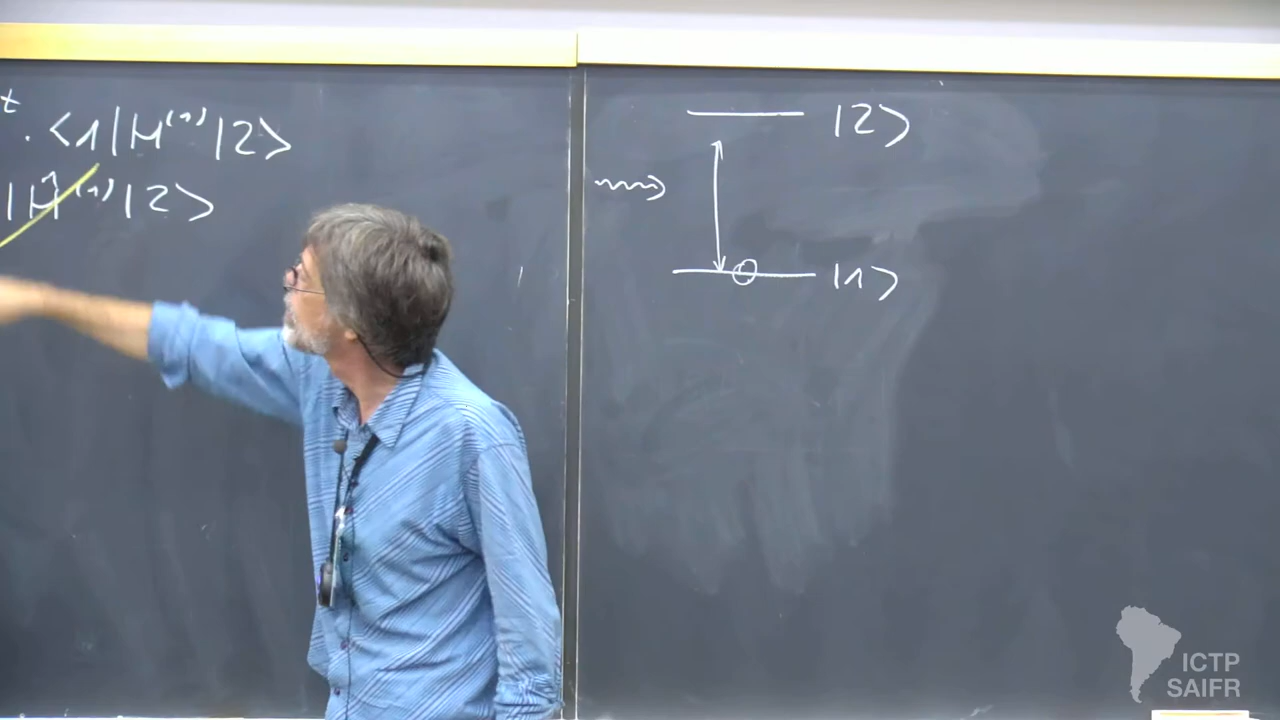 t
. <1|H^(1)|2>
|Ĥ^(1)|2>
|2>
|1>
ICTP
SAIFR